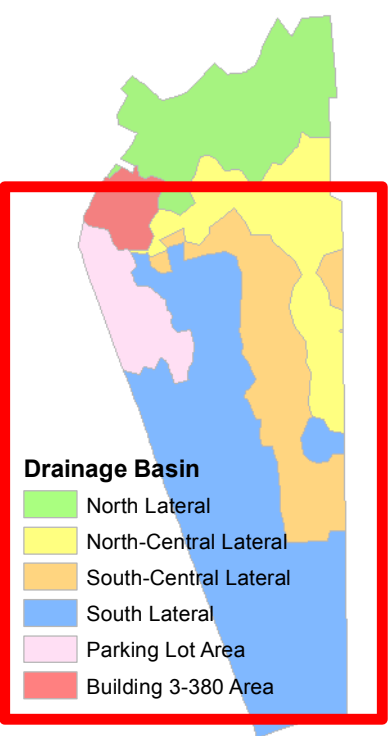 Drainage Basin
North Lateral
North-Central Lateral
South-Central Lateral
South Lateral
Parking Lot Area
Building 3-380 Area